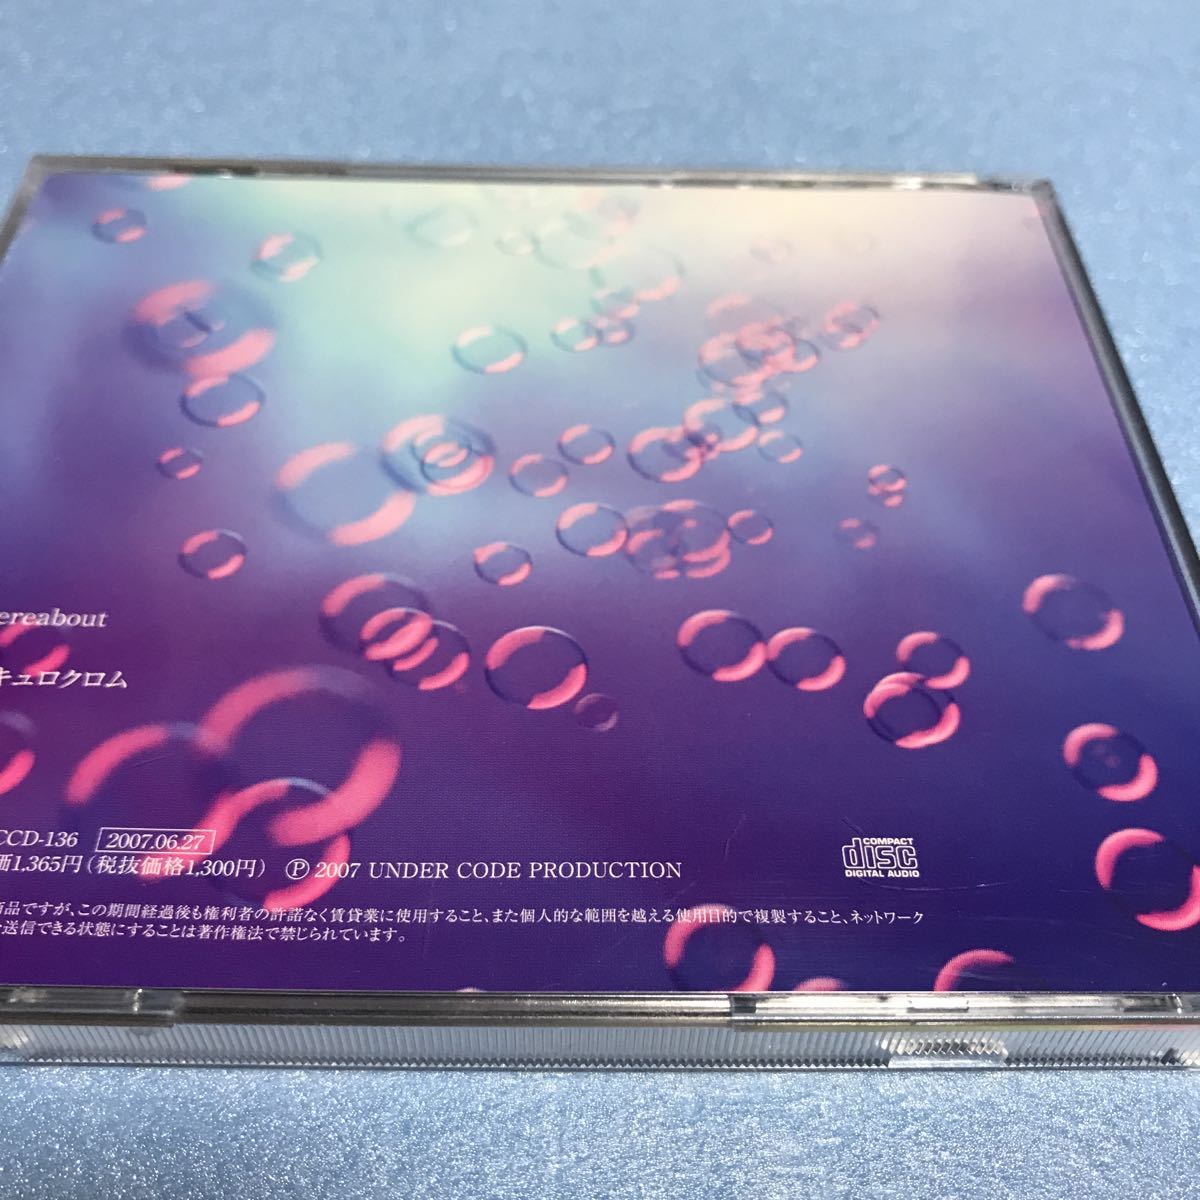 ereabout
キュロクロム
CCD-136 2007.06.27
価1,365円(税抜価格1,300円) Ⓟ 2007 UNDER CODE PRODUCTION
COMPACT
disc
DIGITAL AUDIO
商品ですが、この期間経過後も権利者の許諾なく賃貸業に使用すること、また個人的な範囲を越える使用目的で複製すること、ネットワーク
送信できる状態にすることは著作権法で禁じられています。